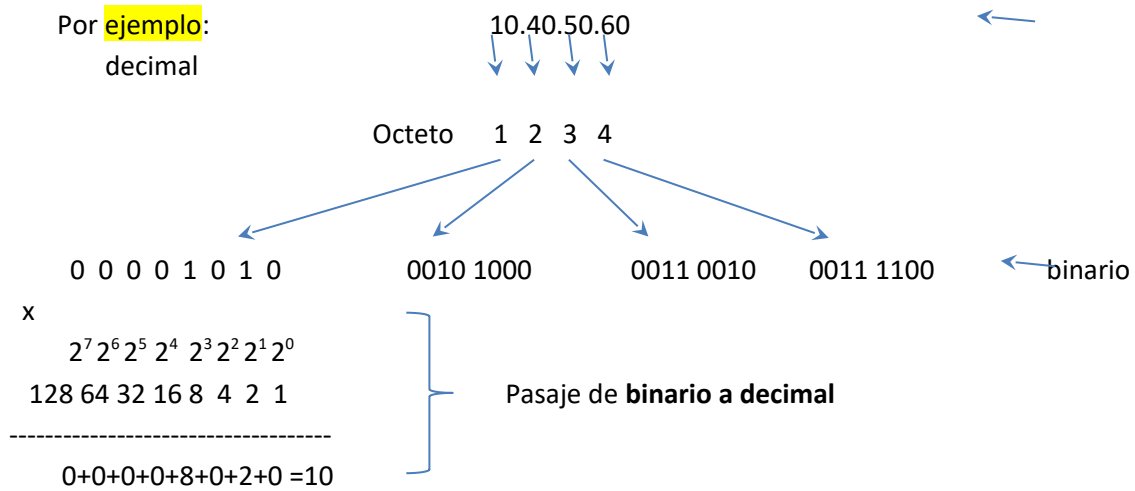 Por ejemplo: 10.40.50.60
decimal
Octeto 1 2 3 4
0 0 0 0 1 0 1 0 0010 1000 0011 0010 0011 1100 binario
x
2⁷ 2⁶ 2⁵ 2⁴ 2³ 2² 2¹ 2⁰
128 64 32 16 8 4 2 1 Pasaje de binario a decimal
------------------------------------
0+0+0+0+8+0+2+0 =10